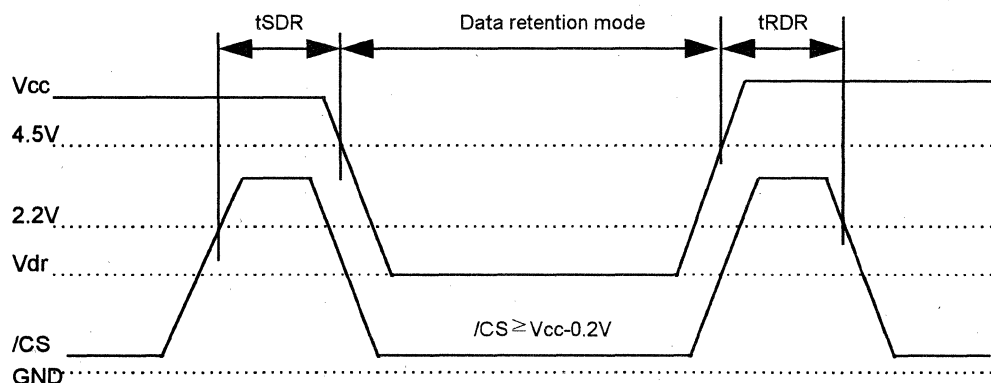 tSDR Data retention mode tRDR
Vcc
4.5V
2.2V
Vdr
/CS≥Vcc-0.2V
/CS
GND